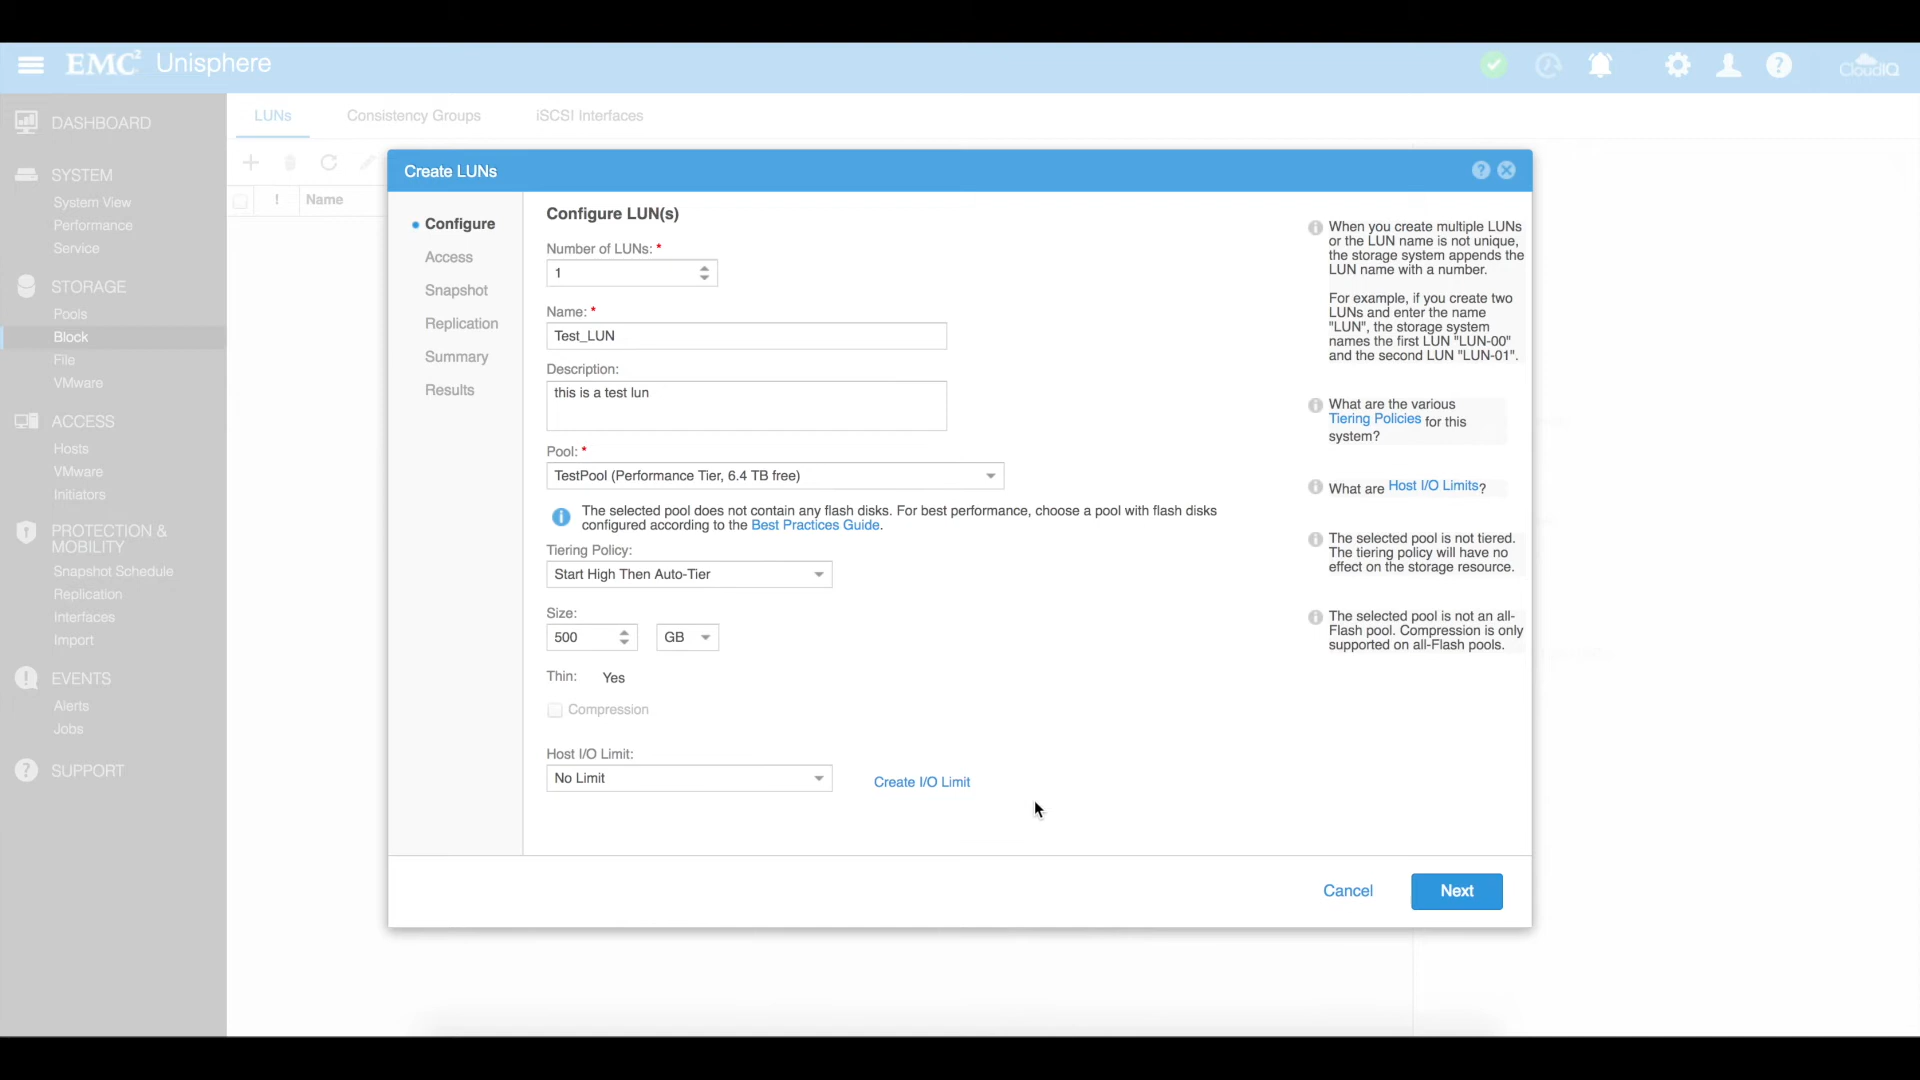 EMC² Unisphere
CloudIQ
DASHBOARD
SYSTEM
System View
Performance
Service
STORAGE
Pools
Block
File
VMware
ACCESS
Hosts
VMware
Initiators
PROTECTION &
MOBILITY
Snapshot Schedule
Replication
Interfaces
Import
EVENTS
Alerts
Jobs
SUPPORT
LUNs
Consistency Groups
iSCSI Interfaces
! Name
Create LUNs
Configure
Access
Snapshot
Replication
Summary
Results
Configure LUN(s)
Number of LUNs: *
1
Name: *
Test_LUN
Description:
this is a test lun
Pool: *
TestPool (Performance Tier, 6.4 TB free)
The selected pool does not contain any flash disks. For best performance, choose a pool with flash disks
configured according to the Best Practices Guide.
Tiering Policy:
Start High Then Auto-Tier
Size:
500 GB
Thin: Yes
Compression
Host I/O Limit:
No Limit
Create I/O Limit
When you create multiple LUNs
or the LUN name is not unique,
the storage system appends the
LUN name with a number.
For example, if you create two
LUNs and enter the name
"LUN", the storage system
names the first LUN "LUN-00"
and the second LUN "LUN-01".
What are the various
Tiering Policies for this
system?
What are Host I/O Limits?
The selected pool is not tiered.
The tiering policy will have no
effect on the storage resource.
The selected pool is not an all-
Flash pool. Compression is only
supported on all-Flash pools.
Cancel
Next